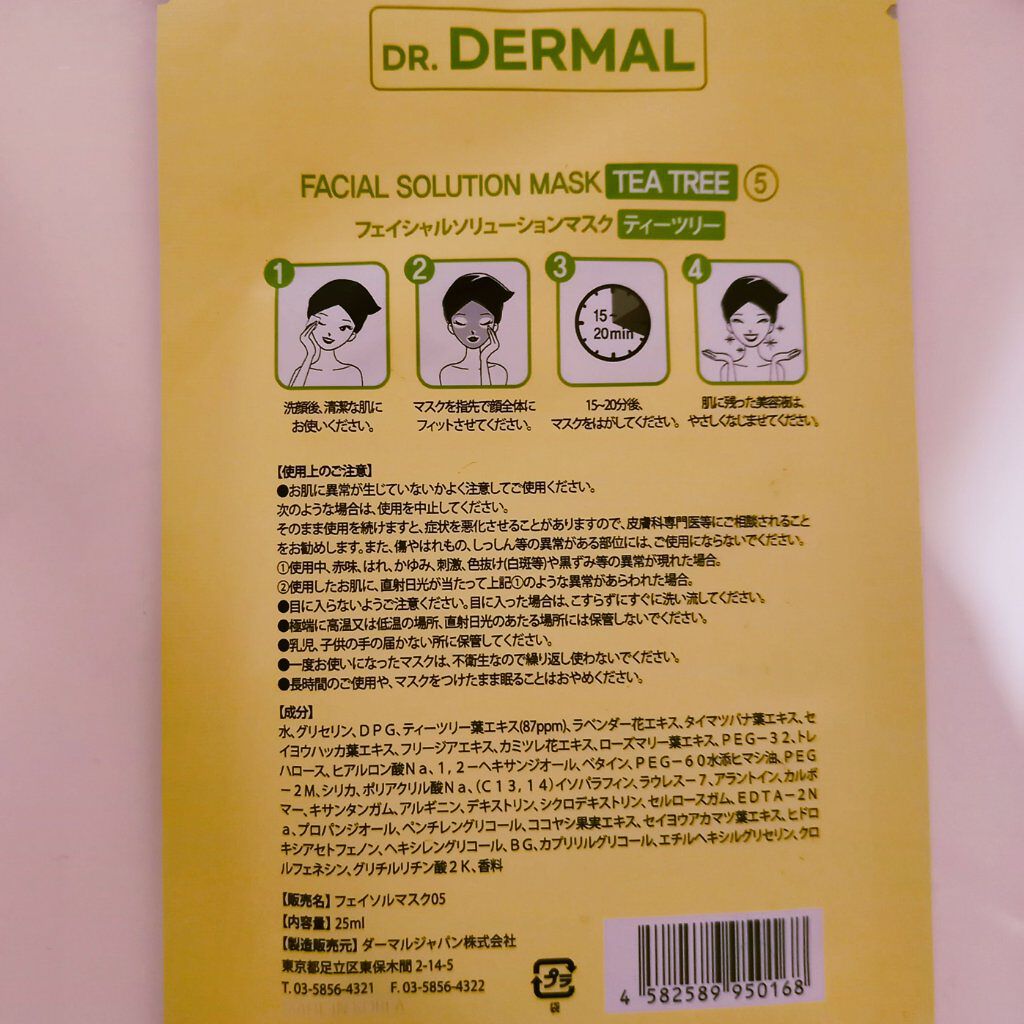 DR. DERMAL
FACIAL SOLUTION MASK TEA TREE ⑤
フェイシャルソリューションマスク ティーツリー
1 2 3 4
15~
20min
洗顔後、清潔な肌に
お使いください。
マスクを指先で顔全体に
フィットさせてください。
15~20分後、
マスクをはがしてください。
肌に残った美容液は、
やさしくなじませてください。
【使用上のご注意】
●お肌に異常が生じていないかよく注意してご使用ください。
次のような場合は、使用を中止してください。
そのまま使用を続けますと、症状を悪化させることがありますので、皮膚科専門医等にご相談されること
をお勧めします。また、傷やはれもの、しっしん等の異常がある部位には、ご使用にならないでください。
①使用中、赤味、はれ、かゆみ、刺激、色抜け(白斑等)や黒ずみ等の異常が現れた場合。
②使用したお肌に、直射日光が当たって上記①のような異常があらわれた場合。
●目に入らないようご注意ください。目に入った場合は、こすらずにすぐに洗い流してください。
●極端に高温又は低温の場所、直射日光のあたる場所には保管しないでください。
●乳児、子供の手の届かない所に保管してください。
●一度お使いになったマスクは、不衛生なので繰り返し使わないでください。
●長時間のご使用や、マスクをつけたまま眠ることはおやめください。
【成分】
水、グリセリン、DPG、ティーツリー葉エキス(87ppm)、ラベンダー花エキス、タイマツバナ葉エキス、セ
イヨウハッカ葉エキス、フリージアエキス、カミツレ花エキス、ローズマリー葉エキス、PEG-32、トレ
ハロース、ヒアルロン酸Na、1,2-ヘキサンジオール、ベタイン、PEG-60水添ヒマシ油、PEG
-2M、シリカ、ポリアクリル酸Na、(C13,14)イソパラフィン、ラウレス-7、アラントイン、カルボ
マー、キサンタンガム、アルギニン、デキストリン、シクロデキストリン、セルロースガム、EDTA-2N
a、プロパンジオール、ペンチレングリコール、ココヤシ果実エキス、セイヨウアカマツ葉エキス、ヒドロ
キシアセトフェノン、ヘキシレングリコール、BG、カプリリルグリコール、エチルヘキシルグリセリン、クロ
ルフェネシン、グリチルリチン酸2K、香料
【販売名】フェイソルマスク05
【内容量】25ml
【製造販売元】ダーマルジャパン株式会社
東京都足立区東保木間 2-14-5
T. 03-5856-4321 F. 03-5856-4322
プラ
袋
4 582589 950168